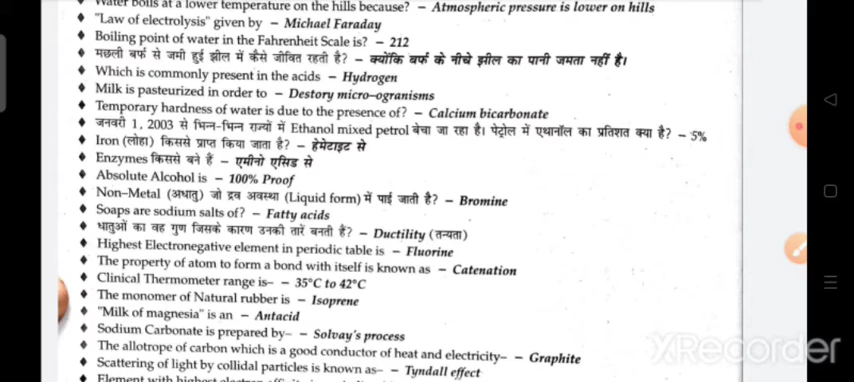 Water boils at a lower temperature on the hills because? – Atmospheric pressure is lower on hills
♦ "Law of electrolysis" given by – Michael Faraday
♦ Boiling point of water in the Fahrenheit Scale is? – 212
♦ मछली बर्फ से जमी हुई झील में कैसे जीवित रहती है? – क्योंकि बर्फ के नीचे झील का पानी जमता नहीं है।
♦ Which is commonly present in the acids – Hydrogen
♦ Milk is pasteurized in order to – Destory micro–ogranisms
♦ Temporary hardness of water is due to the presence of? – Calcium bicarbonate
♦ जनवरी 1, 2003 से भिन्न-भिन्न राज्यों में Ethanol mixed petrol बेचा जा रहा है। पेट्रोल में एथानॉल का प्रतिशत क्या है? – 5%
♦ Iron (लोहा) किससे प्राप्त किया जाता है? – हेमेटाइट से
♦ Enzymes किससे बने हैं – एमीनो एसिड से
♦ Absolute Alcohol is – 100% Proof
♦ Non–Metal (अधातु) जो द्रव अवस्था (Liquid form) में पाई जाती है? – Bromine
♦ Soaps are sodium salts of? – Fatty acids
♦ धातुओं का वह गुण जिसके कारण उनकी तारें बनती हैं? – Ductility (तन्यता)
♦ Highest Electronegative element in periodic table is – Fluorine
♦ The property of atom to form a bond with itself is known as – Catenation
♦ Clinical Thermometer range is– – 35°C to 42°C
♦ The monomer of Natural rubber is – Isoprene
♦ "Milk of magnesia" is an – Antacid
♦ Sodium Carbonate is prepared by– – Solvay's process
♦ The allotrope of carbon which is a good conductor of heat and electricity– – Graphite
♦ Scattering of light by collidal particles is known as– – Tyndall effect
♦ Element with highest
XRecorder